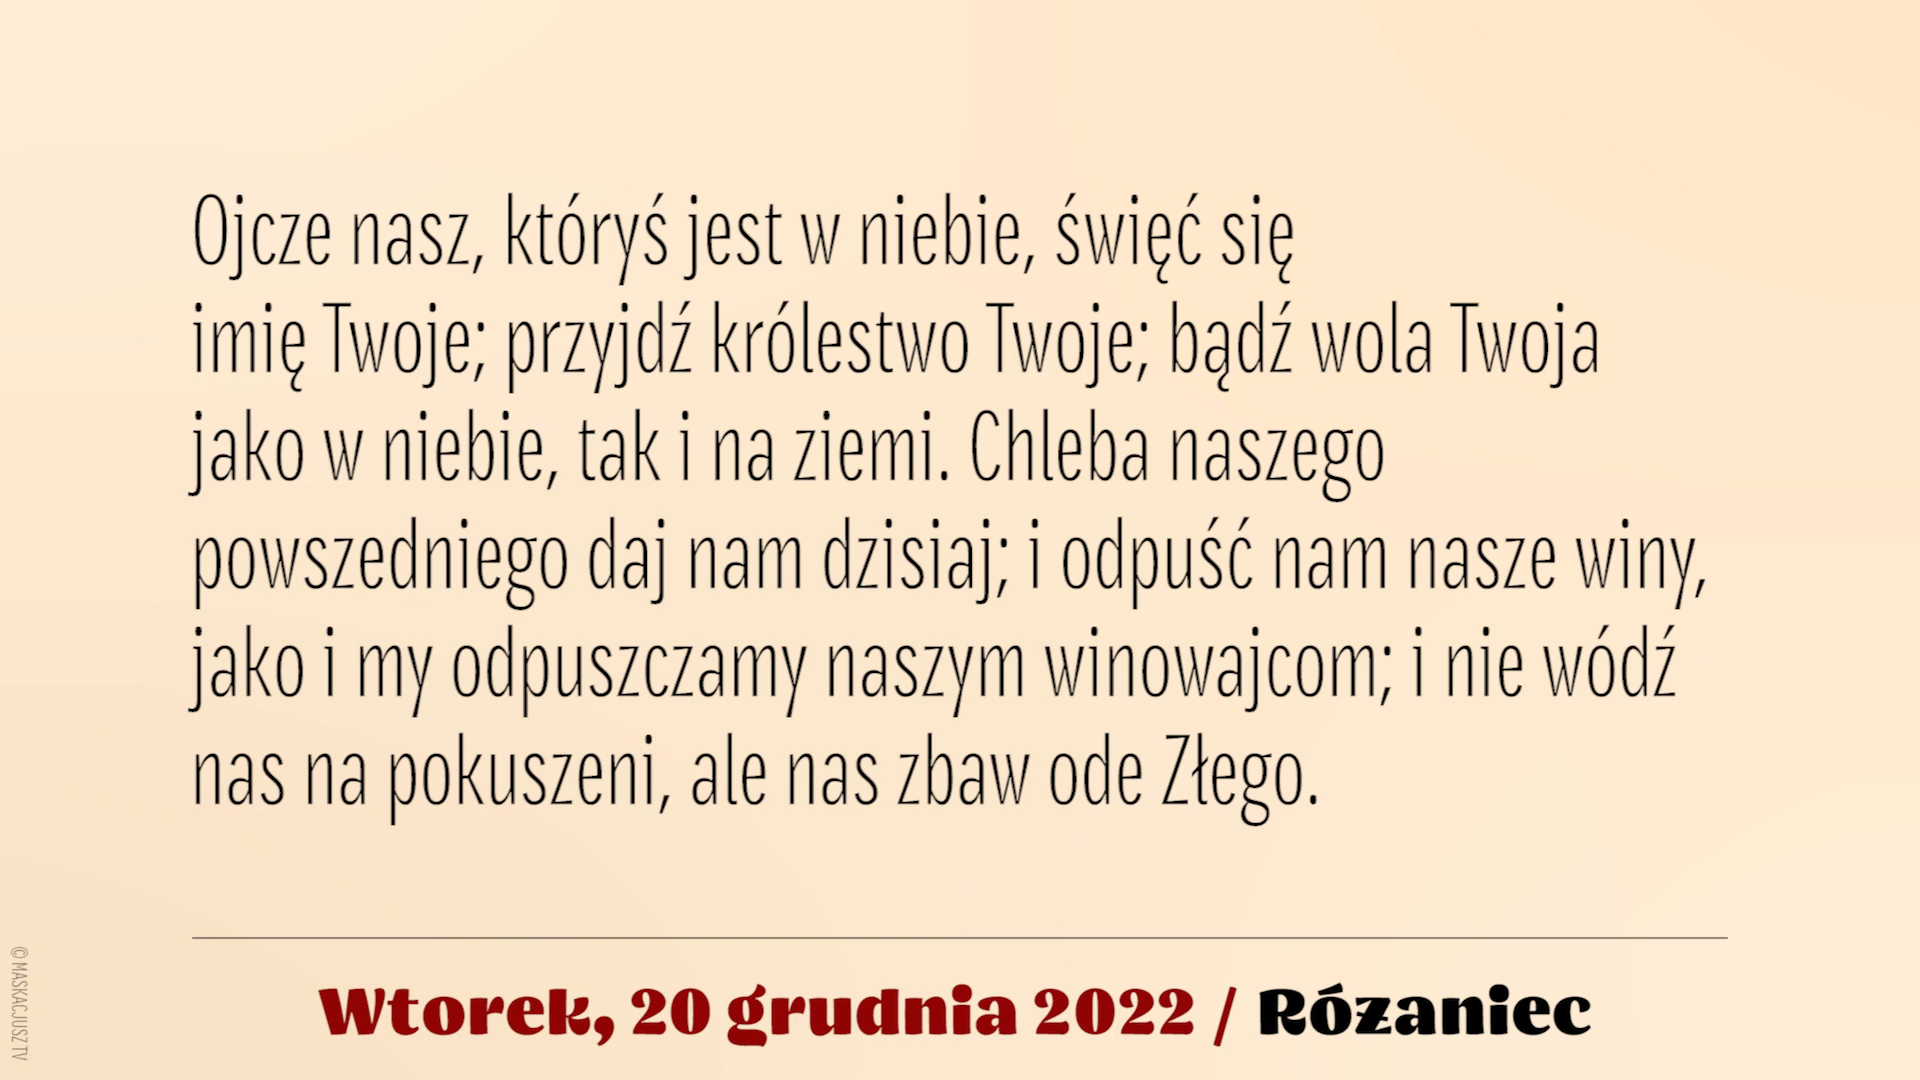 Ojcze nasz, któryś jest w niebie, święć się
imię Twoje; przyjdź królestwo Twoje; bądź wola Twoja
jako w niebie, tak i na ziemi. Chleba naszego
powszedniego daj nam dzisiaj; i odpuść nam nasze winy,
jako i my odpuszczamy naszym winowajcom; i nie wódź
nas na pokuszeni, ale nas zbaw ode Złego.
Wtorek, 20 grudnia 2022 / Rózaniec
© MASKACJUSZ TV